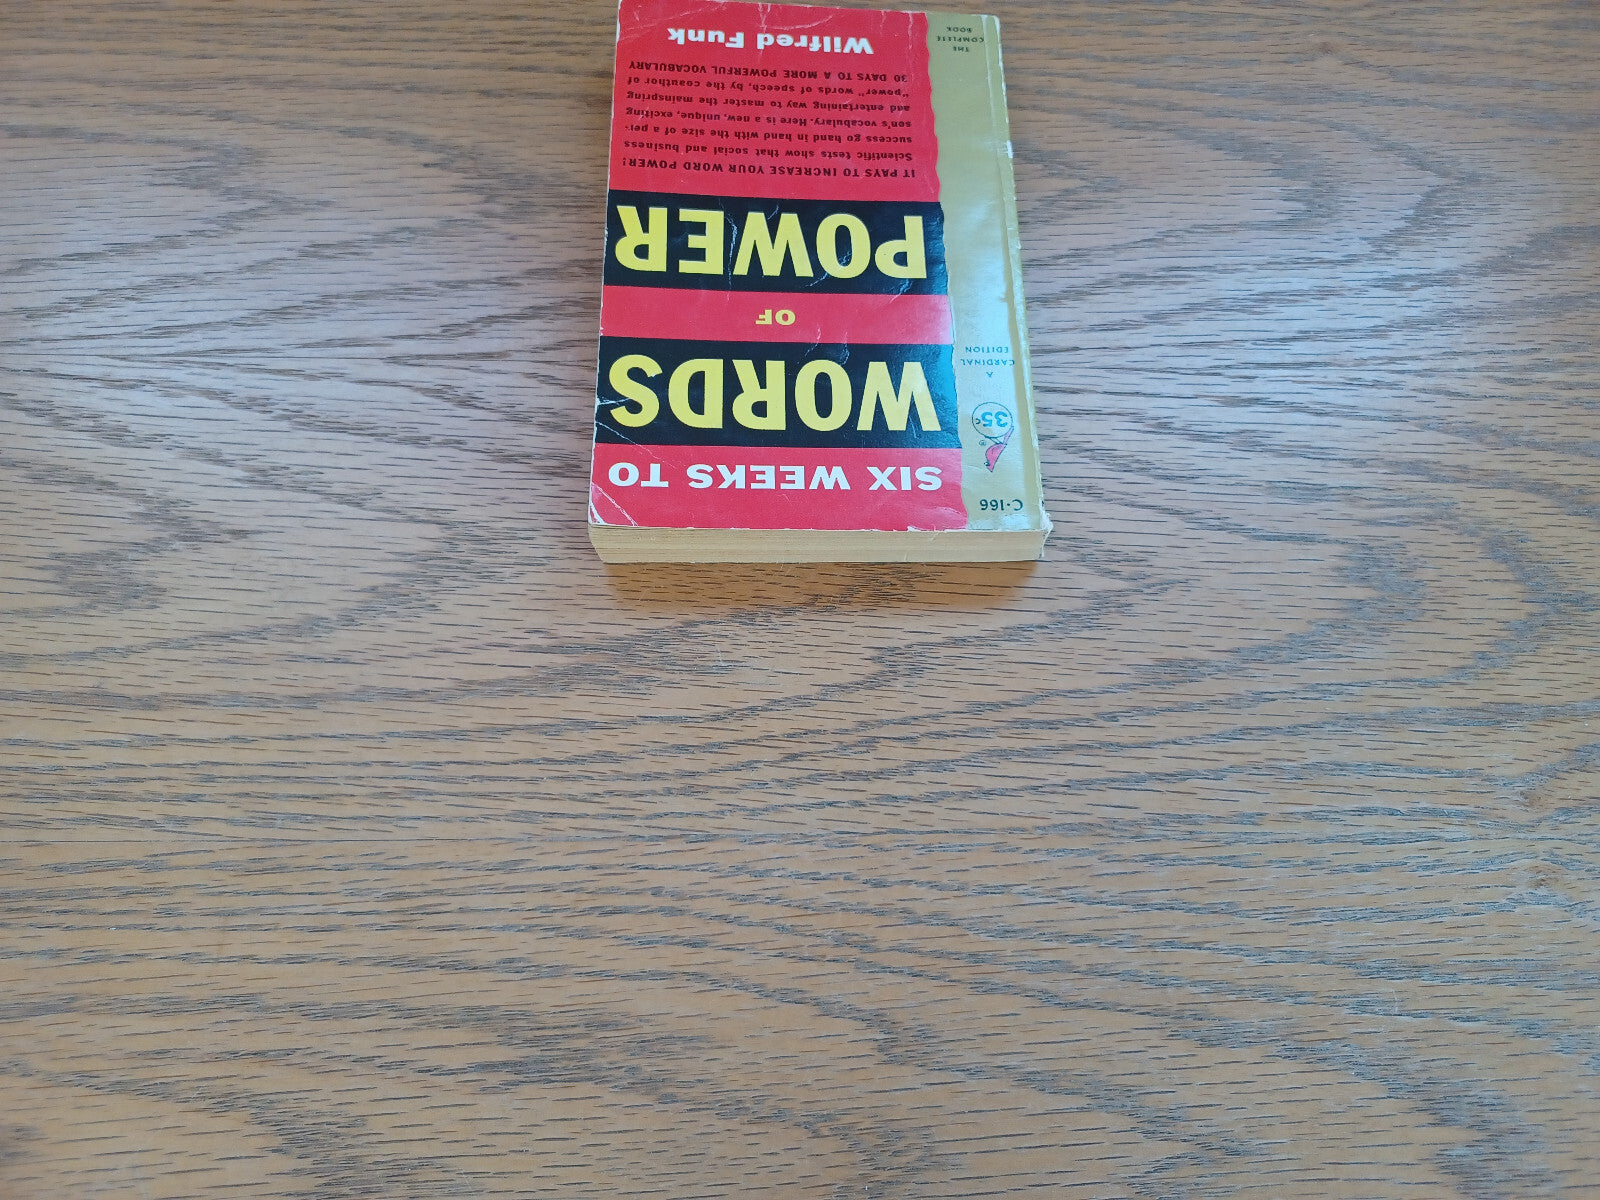 C·166
35c
A
CARDINAL
EDITION
THE
COMPLETE
BOOK
SIX WEEKS TO
WORDS
OF
POWER
IT PAYS TO INCREASE YOUR WORD POWER!
Scientific tests show that social and business
success go hand in hand with the size of a per-
son's vocabulary. Here is a new, unique, exciting
and entertaining way to master the mainspring
"power" words of speech, by the coauthor of
30 DAYS TO A MORE POWERFUL VOCABULARY
Wilfred Funk